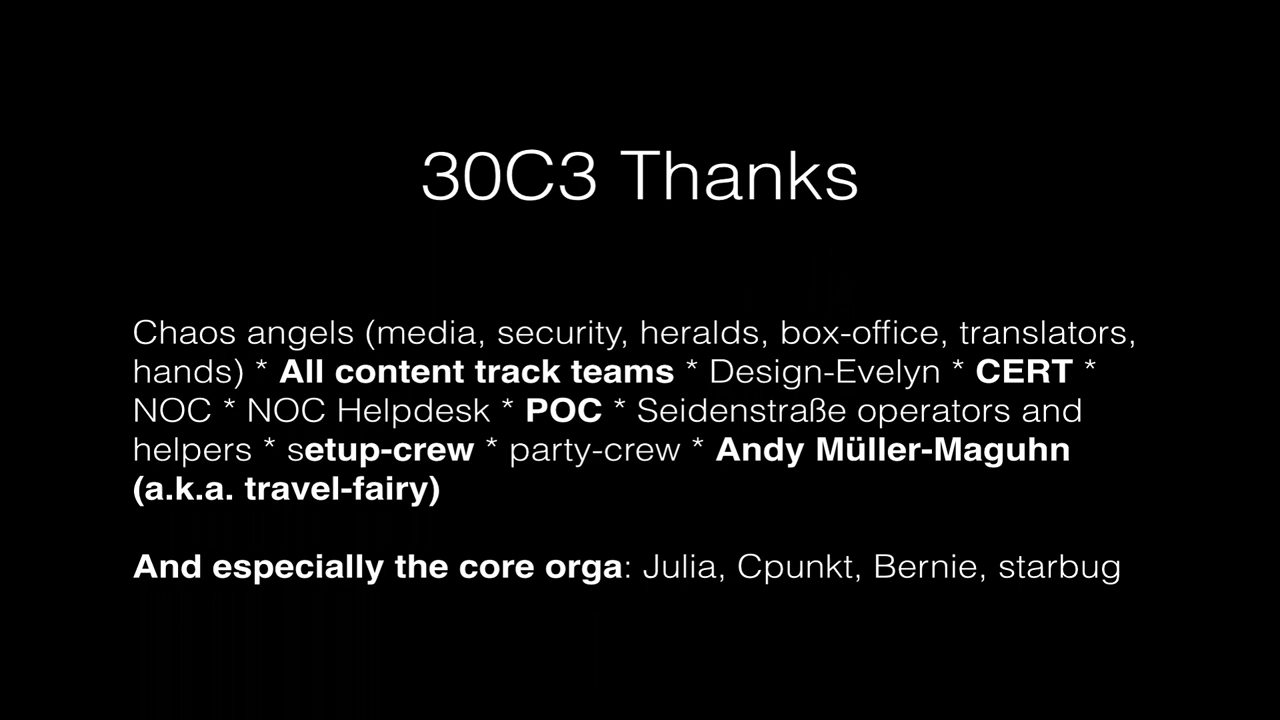 30C3 Thanks
Chaos angels (media, security, heralds, box-office, translators,
hands) * All content track teams * Design-Evelyn * CERT *
NOC * NOC Helpdesk * POC * Seidenstraße operators and
helpers * setup-crew * party-crew * Andy Müller-Maguhn
(a.k.a. travel-fairy)
And especially the core orga: Julia, Cpunkt, Bernie, starbug